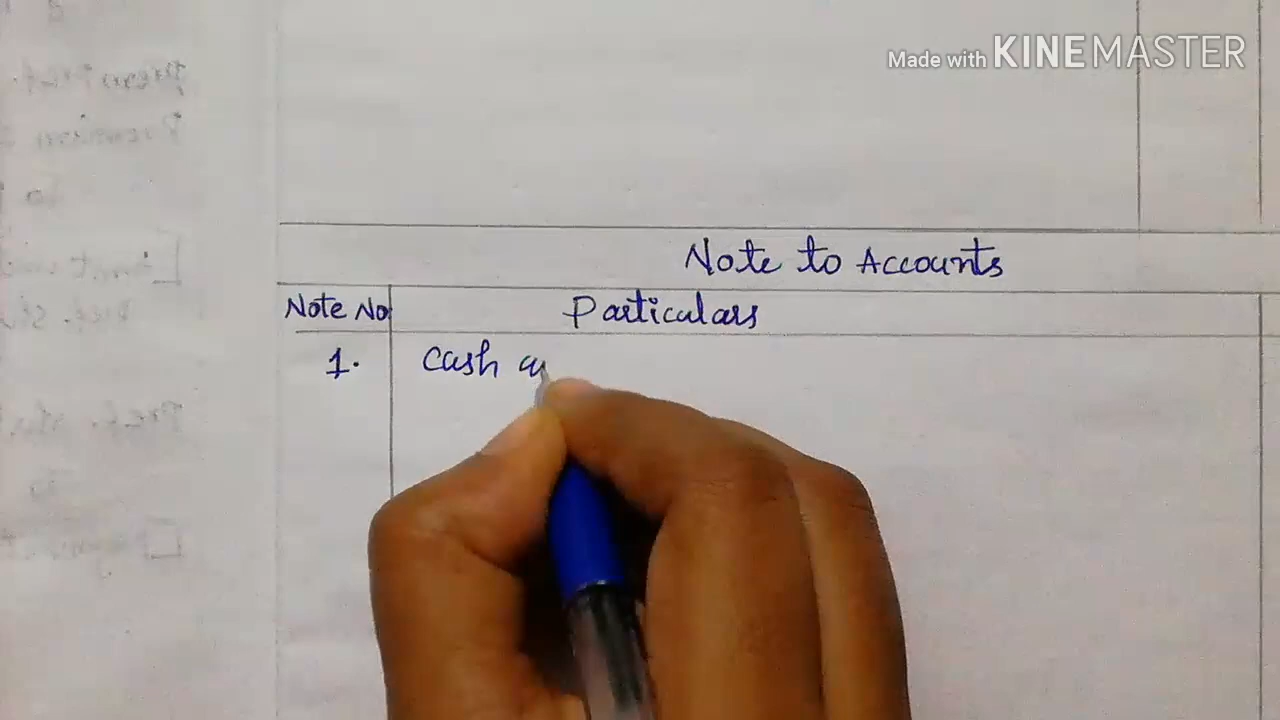 Made with KINEMASTER
Note to Accounts
Note No Particulars
1. Cash